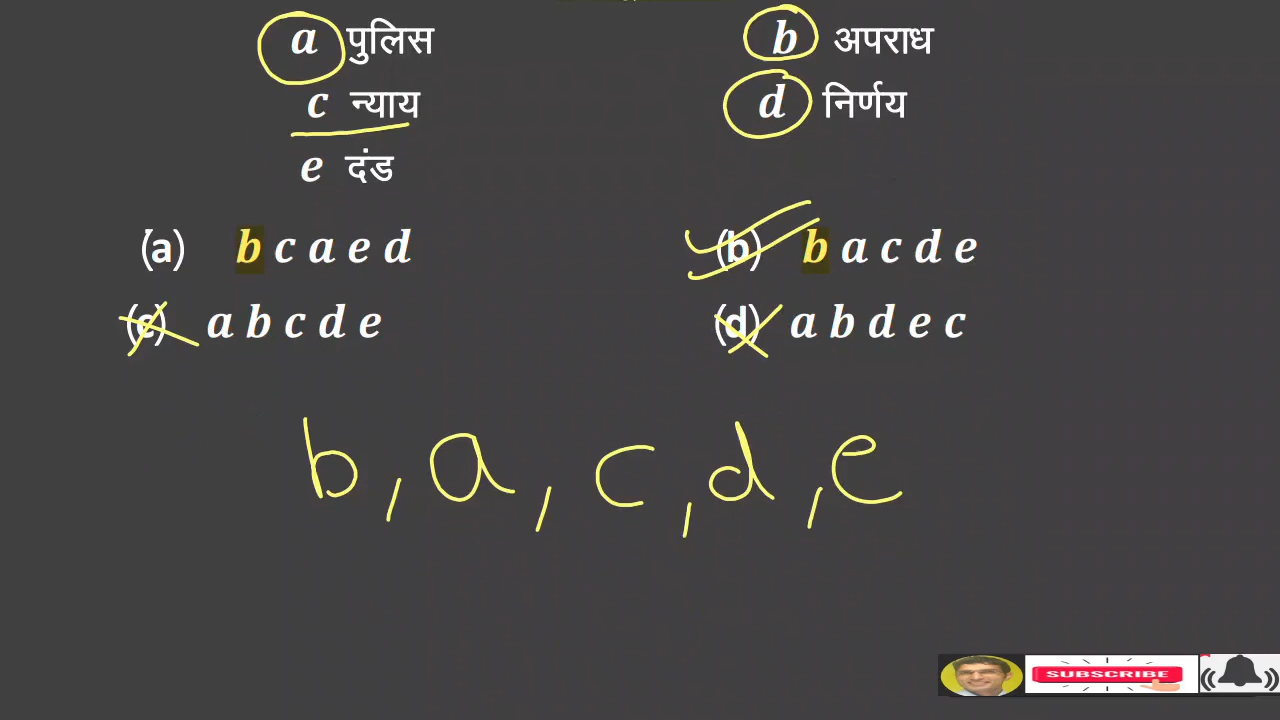 a पुलिस b अपराध
c न्याय d निर्णय
e दंड
(a) b c a e d (b) b a c d e
(c) a b c d e (d) a b d e c
b, a, c, d, e
SUBSCRIBE